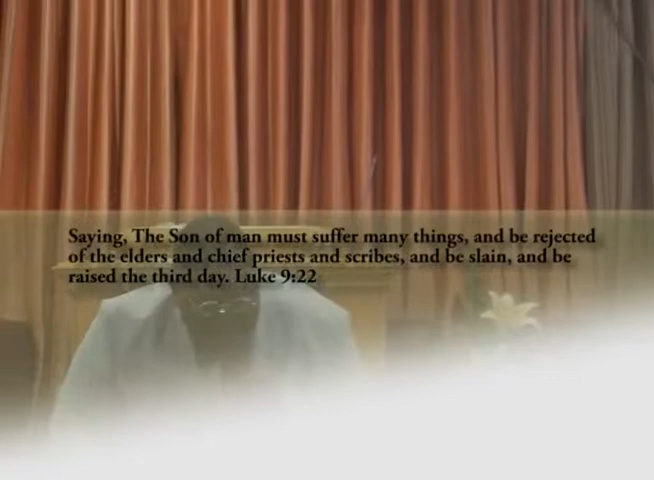 Saying, The Son of man must suffer many things, and be rejected
of the elders and chief priests and scribes, and be slain, and be
raised the third day. Luke 9:22